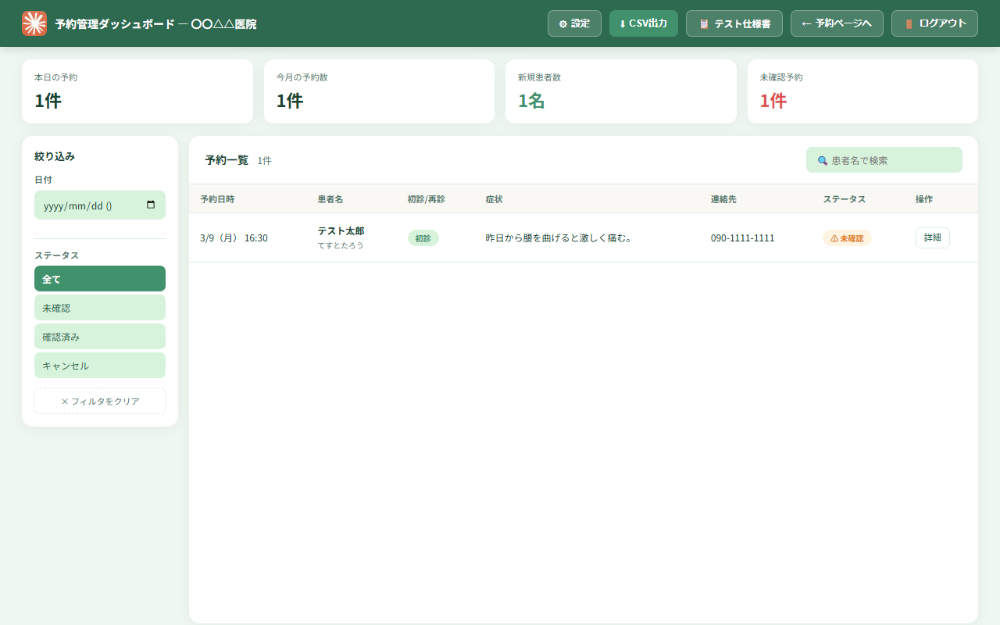 予約管理ダッシュボード — 〇〇△△医院
⚙ 設定
⬇ CSV出力
テスト仕様書
← 予約ページへ
ログアウト
本日の予約
1件
今月の予約数
1件
新規患者数
1名
未確認予約
1件
絞り込み
日付
yyyy/mm/dd ()
ステータス
全て
未確認
確認済み
キャンセル
× フィルタをクリア
予約一覧 1件
🔍 患者名で検索
予約日時 患者名 初診/再診 症状 連絡先 ステータス 操作
3/9（月） 16:30 テスト太郎 初診 昨日から腰を曲げると激しく痛む。 090-1111-1111 ⚠ 未確認 詳細
てすとたろう